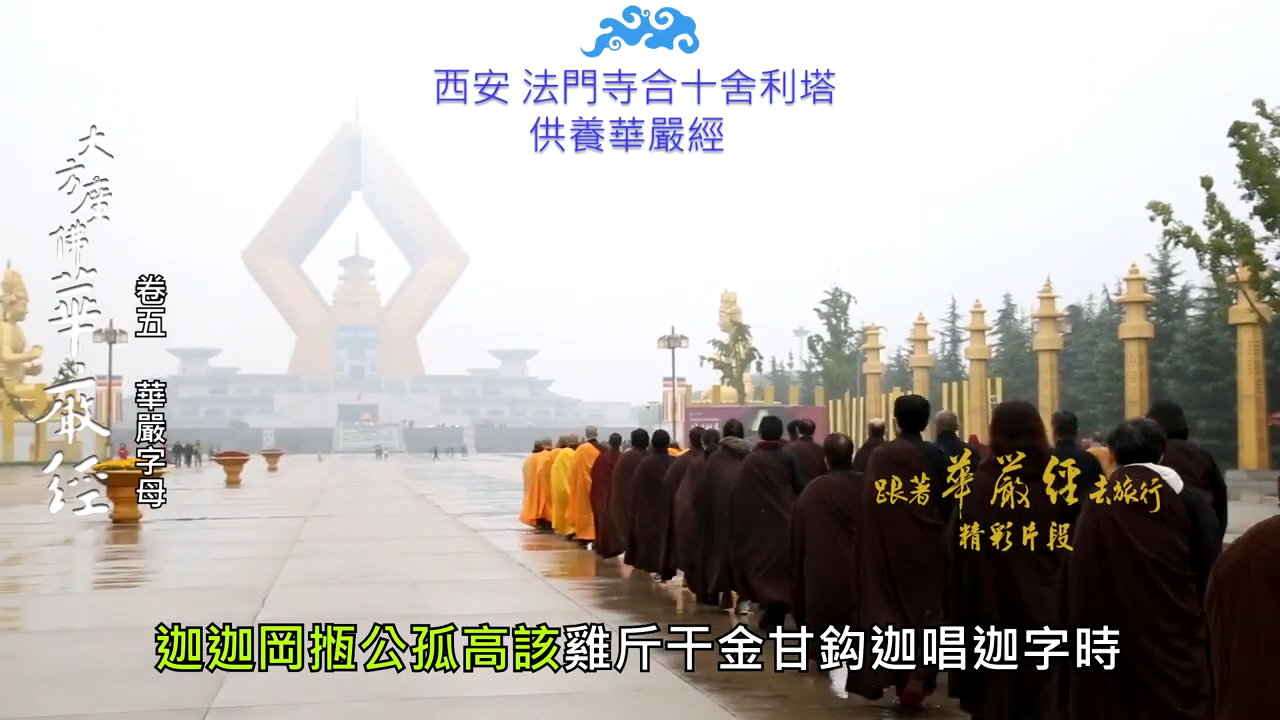 西安 法門寺合十舍利塔
供養華嚴經
大方廣佛華嚴經
卷五 華嚴字母
跟著華嚴經去旅行
精彩片段
迦迦岡搄公孤高該雞斤干金甘鈎迦唱迦字時